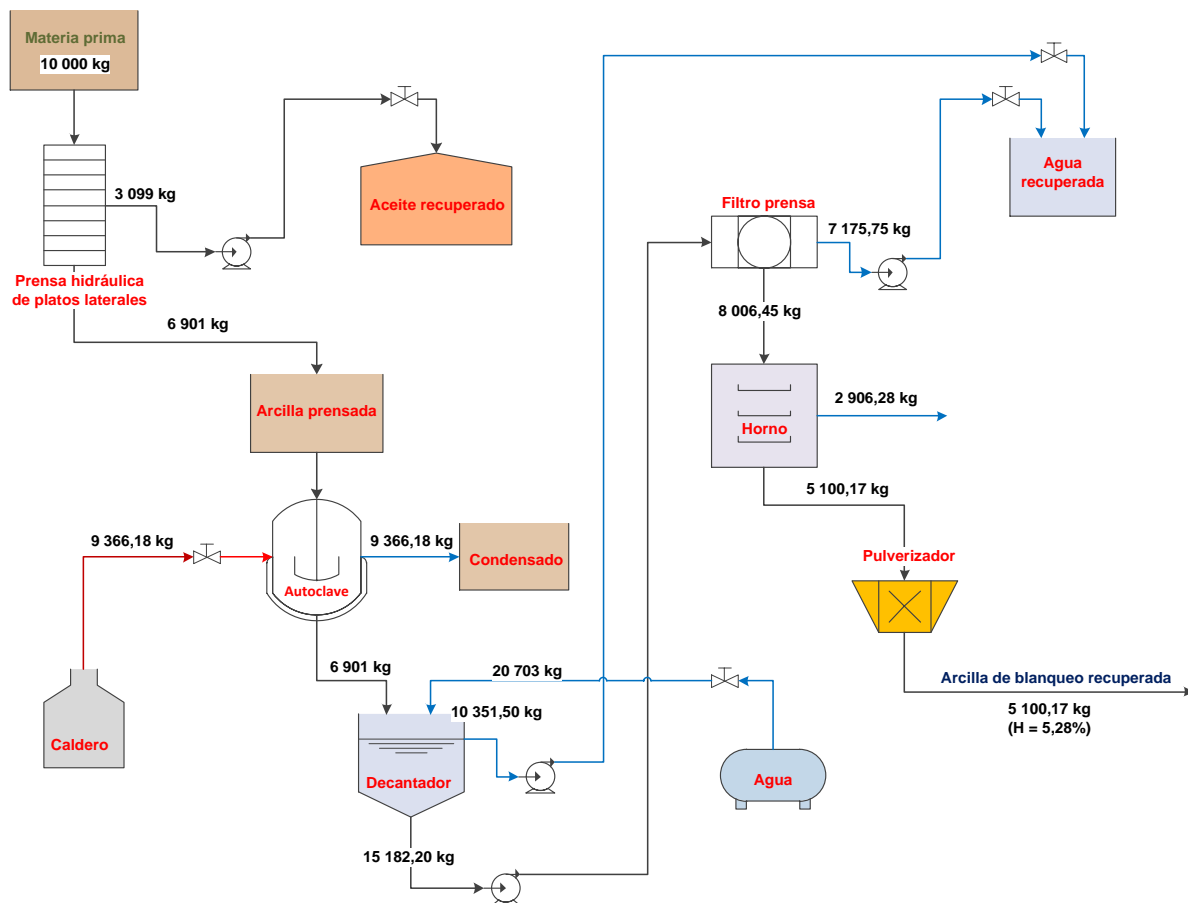 Materia prima
10 000 kg
3 099 kg
Aceite recuperado
Agua
recuperada
Filtro prensa
7 175,75 kg
Prensa hidráulica
de platos laterales
6 901 kg
8 006,45 kg
Arcilla prensada
2 906,28 kg
Horno
5 100,17 kg
9 366,18 kg
9 366,18 kg
Condensado
Autoclave
Pulverizador
6 901 kg
20 703 kg
Arcilla de blanqueo recuperada
5 100,17 kg
(H = 5,28%)
10 351,50 kg
Caldero
Decantador
Agua
15 182,20 kg